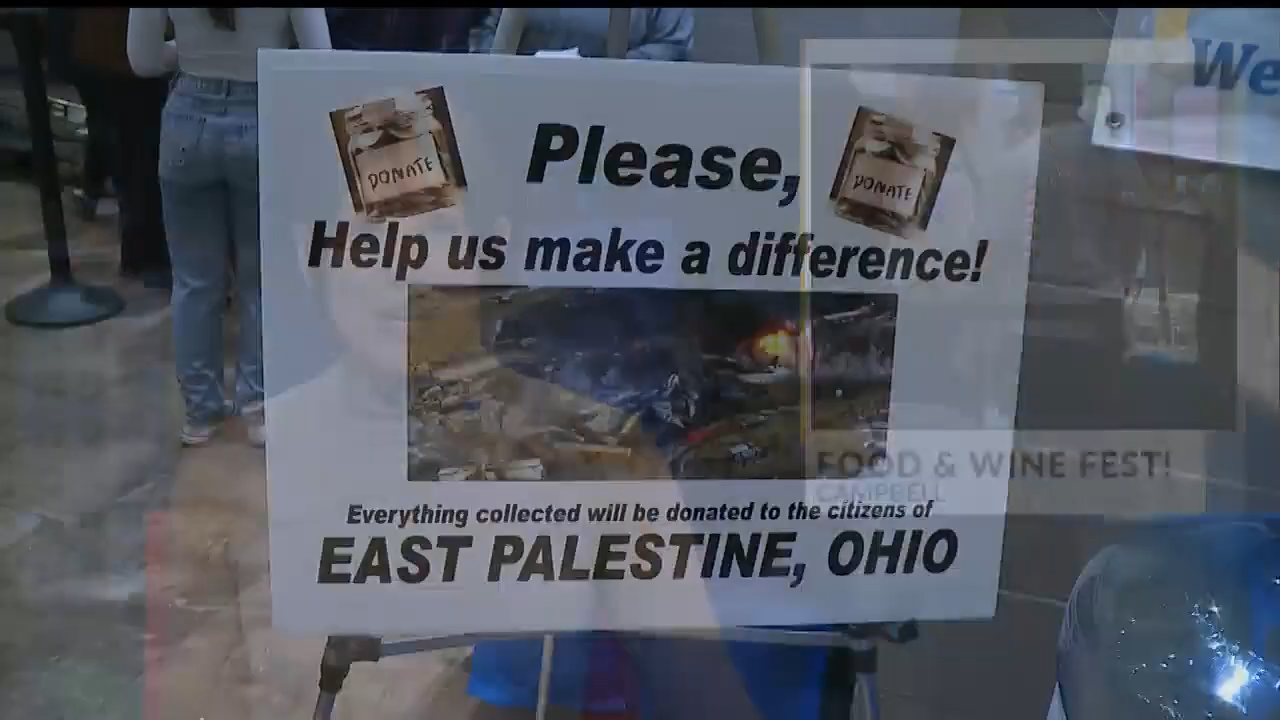 We
DONATE
Please,
DONATE
Help us make a difference!
FOOD & WINE FEST!
CAMPBELL
Everything collected will be donated to the citizens of
EAST PALESTINE, OHIO